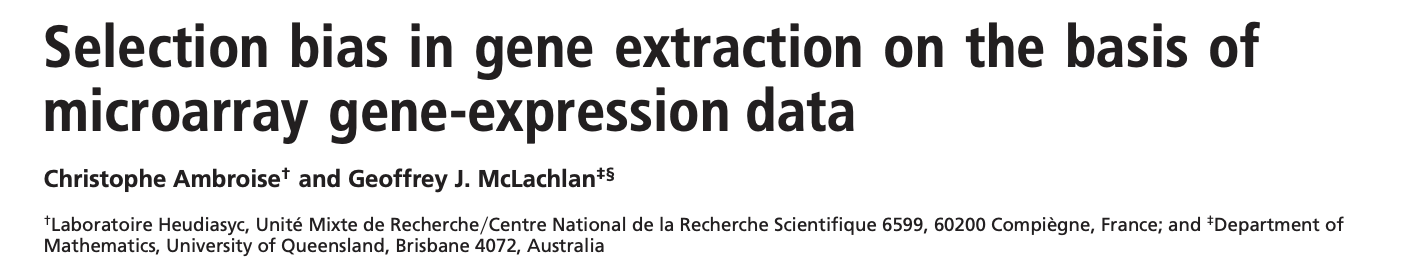 Selection bias in gene extraction on the basis of
microarray gene-expression data
Christophe Ambroise† and Geoffrey J. McLachlan‡§
†Laboratoire Heudiasyc, Unité Mixte de Recherche/Centre National de la Recherche Scientifique 6599, 60200 Compiègne, France; and ‡Department of
Mathematics, University of Queensland, Brisbane 4072, Australia